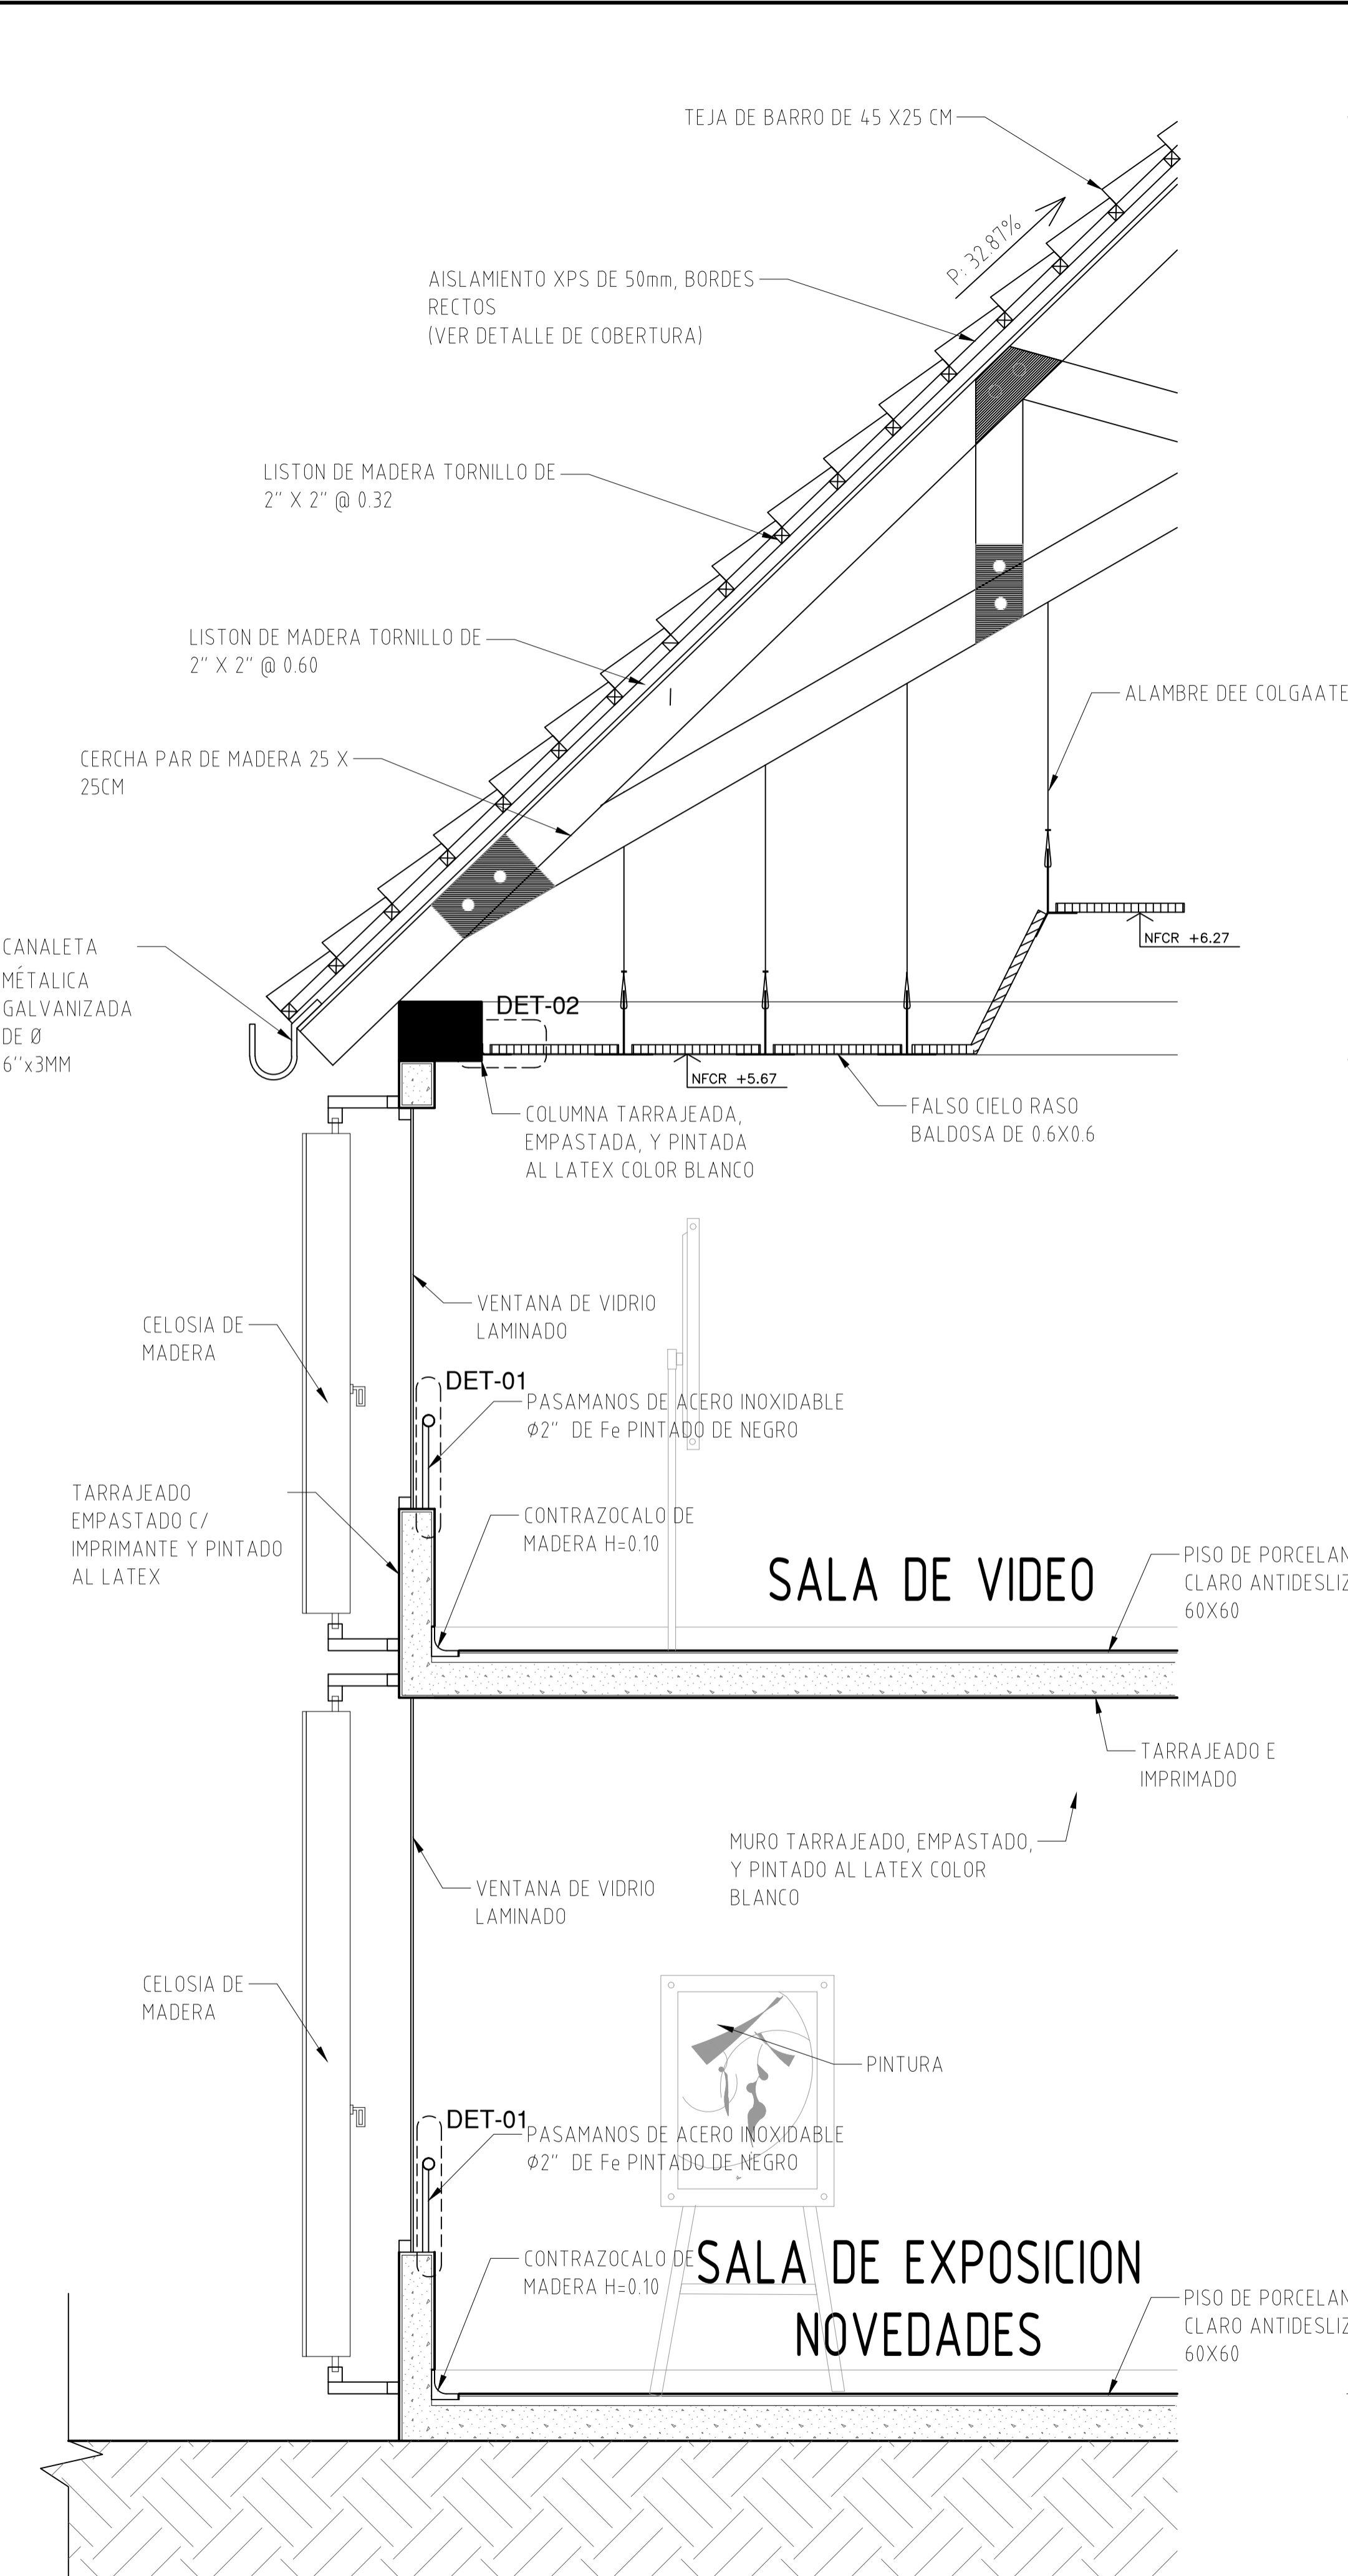 TEJA DE BARRO DE 45 X25 CM
P: 32.87%
AISLAMIENTO XPS DE 50mm, BORDES
RECTOS
(VER DETALLE DE COBERTURA)
LISTON DE MADERA TORNILLO DE
2" X 2" @ 0.32
LISTON DE MADERA TORNILLO DE
2" X 2" @ 0.60
ALAMBRE DEE COLGAATE
CERCHA PAR DE MADERA 25 X
25CM
CANALETA
MÉTALICA
GALVANIZADA
DE Ø
6''x3MM
NFCR +6.27
DET-02
NFCR +5.67
COLUMNA TARRAJEADA,
EMPASTADA, Y PINTADA
AL LATEX COLOR BLANCO
FALSO CIELO RASO
BALDOSA DE 0.6X0.6
VENTANA DE VIDRIO
LAMINADO
CELOSIA DE
MADERA
DET-01
PASAMANOS DE ACERO INOXIDABLE
Ø2" DE Fe PINTADO DE NEGRO
TARRAJEADO
EMPASTADO C/
IMPRIMANTE Y PINTADO
AL LATEX
CONTRAZOCALO DE
MADERA H=0.10
SALA DE VIDEO
PISO DE PORCELAN
CLARO ANTIDESLIZ
60X60
TARRAJEADO E
IMPRIMADO
MURO TARRAJEADO, EMPASTADO,
Y PINTADO AL LATEX COLOR
BLANCO
VENTANA DE VIDRIO
LAMINADO
CELOSIA DE
MADERA
PINTURA
DET-01
PASAMANOS DE ACERO INOXIDABLE
Ø2" DE Fe PINTADO DE NEGRO
CONTRAZOCALO DE
MADERA H=0.10
SALA DE EXPOSICION
NOVEDADES
PISO DE PORCELAN
CLARO ANTIDESLIZ
60X60